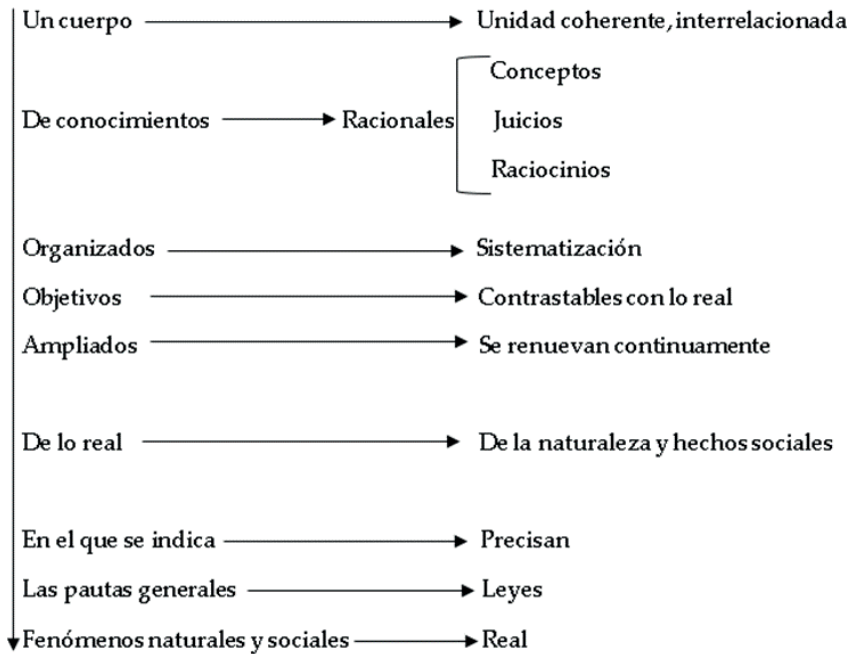 Un cuerpo Unidad coherente, interrelacionada
Conceptos
De conocimientos Racionales Juicios
Raciocinios
Organizados Sistematización
Objetivos Contrastables con lo real
Ampliados Se renuevan continuamente
De lo real De la naturaleza y hechos sociales
En el que se indica Precisan
Las pautas generales Leyes
Fenómenos naturales y sociales Real